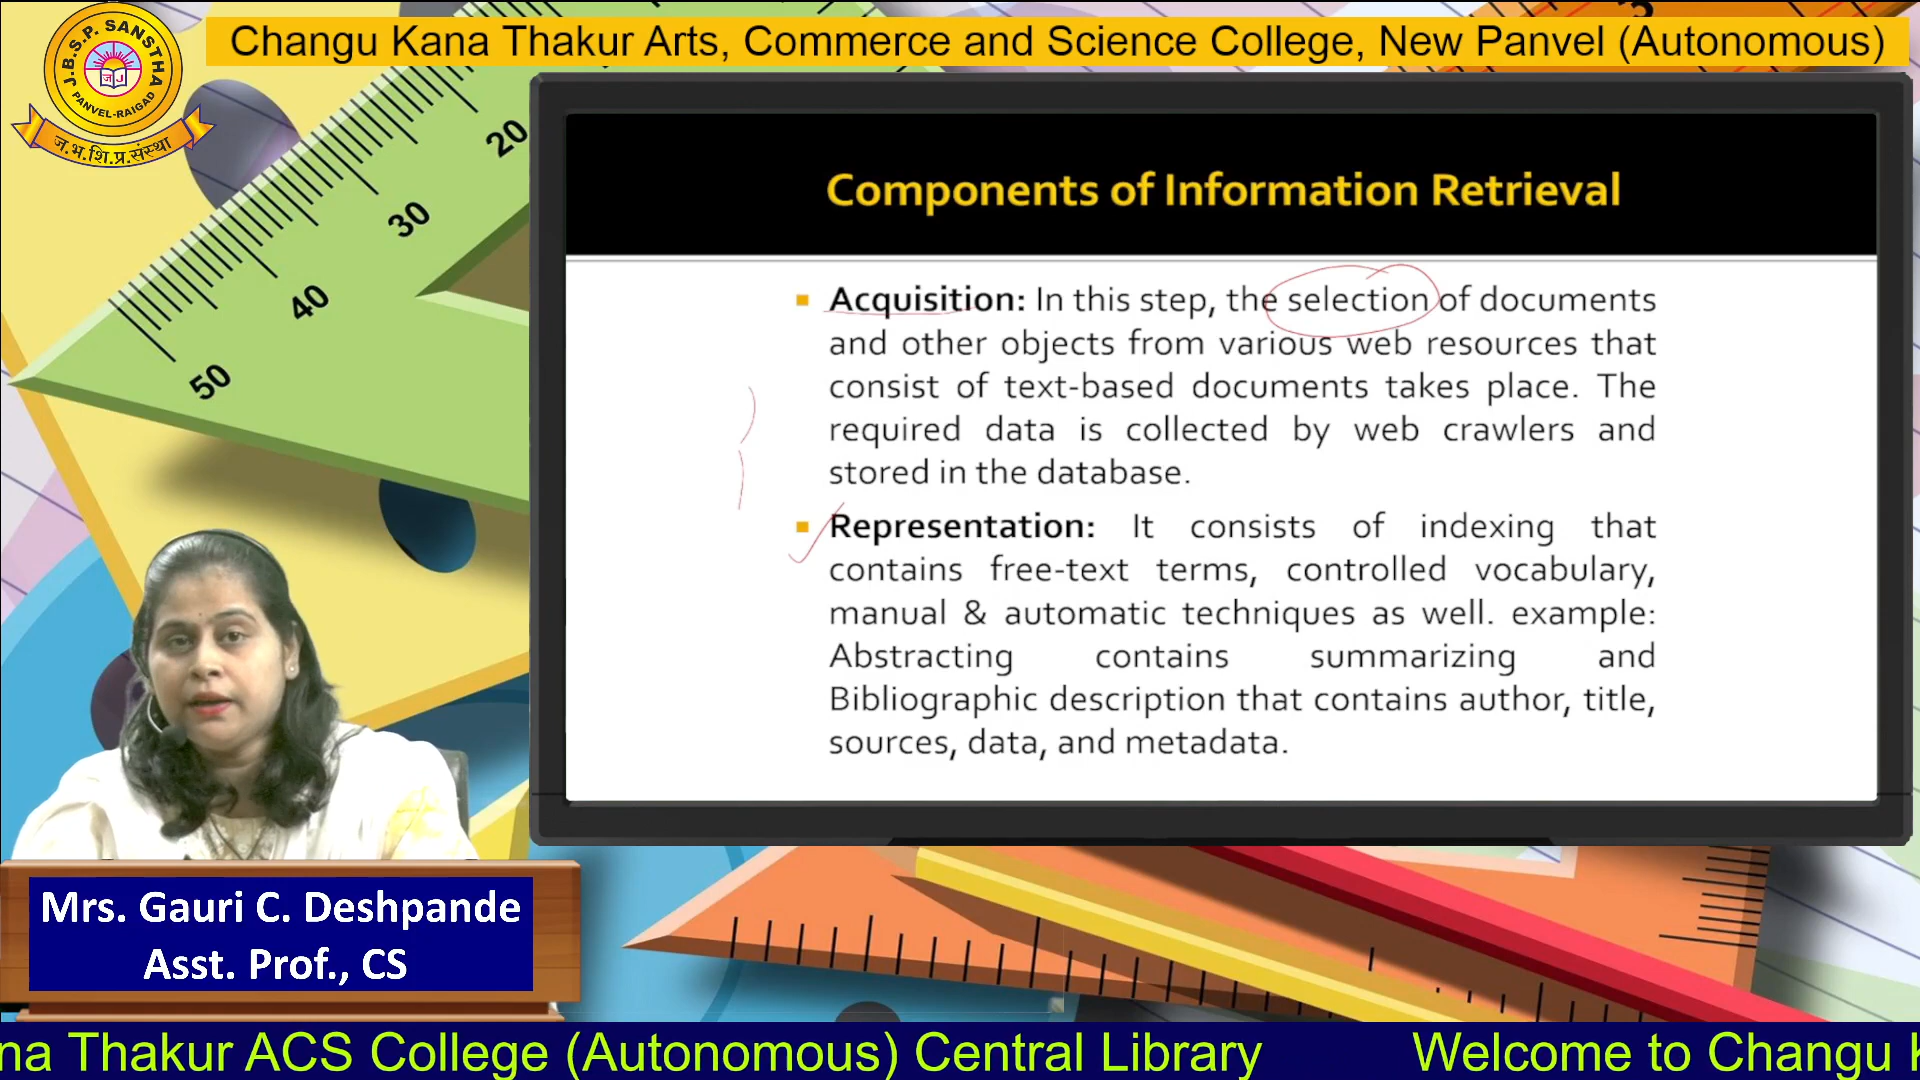 J.B.S.P. SANSTHA
PANVEL-RAIGAD
ज.भ.शि.प्र.संस्था
Changu Kana Thakur Arts, Commerce and Science College, New Panvel (Autonomous)
20
30
40
50
Components of Information Retrieval
Acquisition: In this step, the selection of documents
and other objects from various web resources that
consist of text-based documents takes place. The
required data is collected by web crawlers and
stored in the database.
Representation: It consists of indexing that
contains free-text terms, controlled vocabulary,
manual & automatic techniques as well. example:
Abstracting contains summarizing and
Bibliographic description that contains author, title,
sources, data, and metadata.
Mrs. Gauri C. Deshpande
Asst. Prof., CS
na Thakur ACS College (Autonomous) Central Library Welcome to Changu